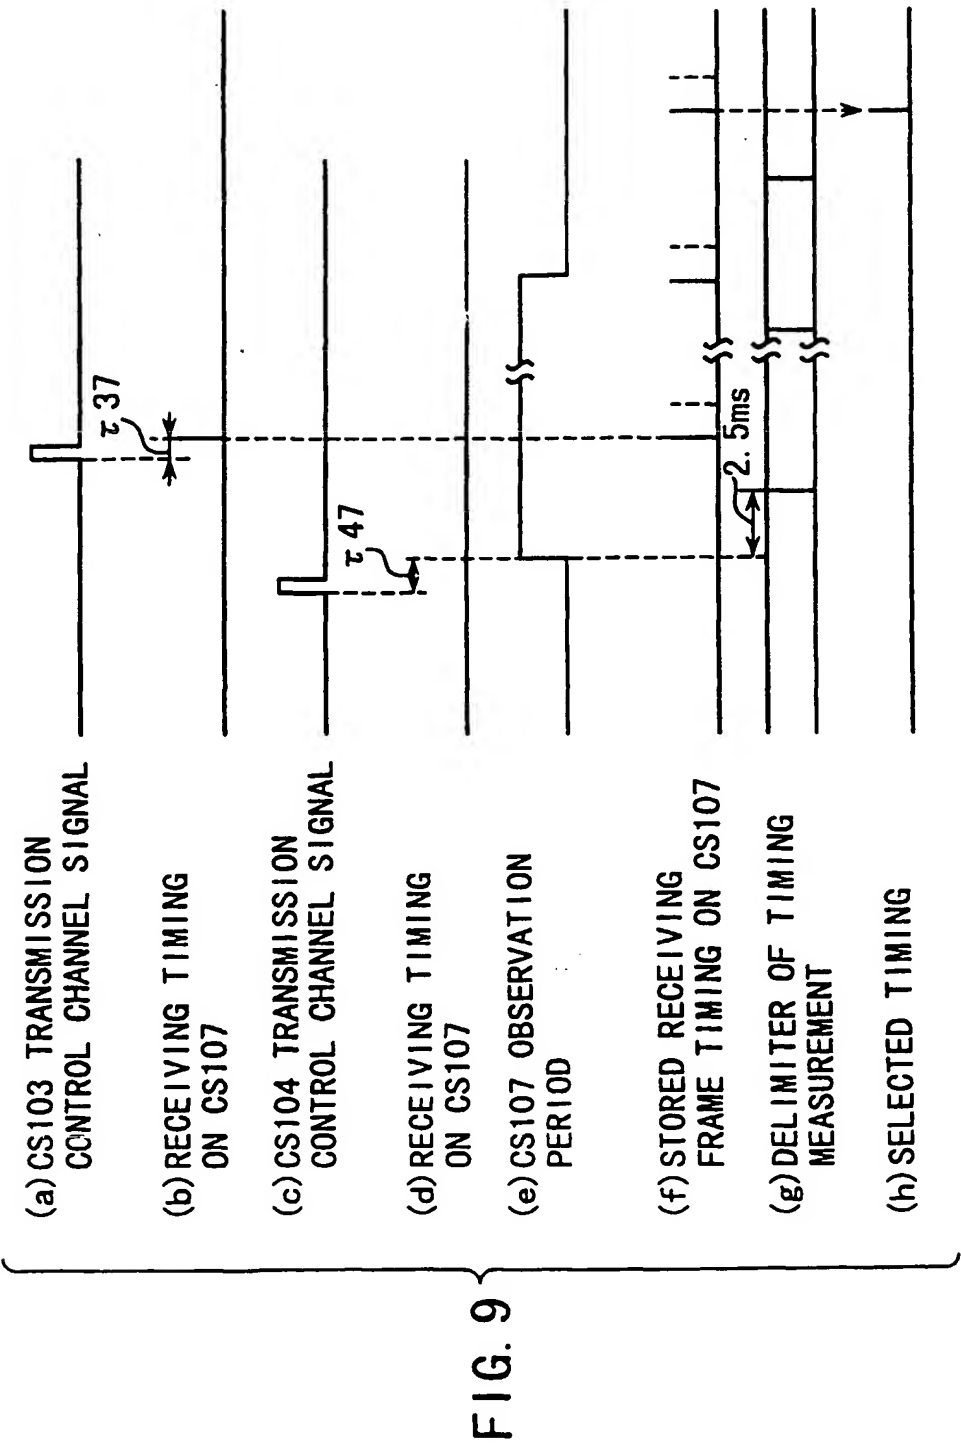 (a)CS103 TRANSMISSION
CONTROL CHANNEL SIGNAL
τ37
(b)RECEIVING TIMING
ON CS107
(c)CS104 TRANSMISSION
CONTROL CHANNEL SIGNAL
τ47
(d)RECEIVING TIMING
ON CS107
(e)CS107 OBSERVATION
PERIOD
(f)STORED RECEIVING
FRAME TIMING ON CS107
2.5ms
(g)DELIMITER OF TIMING
MEASUREMENT
(h)SELECTED TIMING
FIG. 9